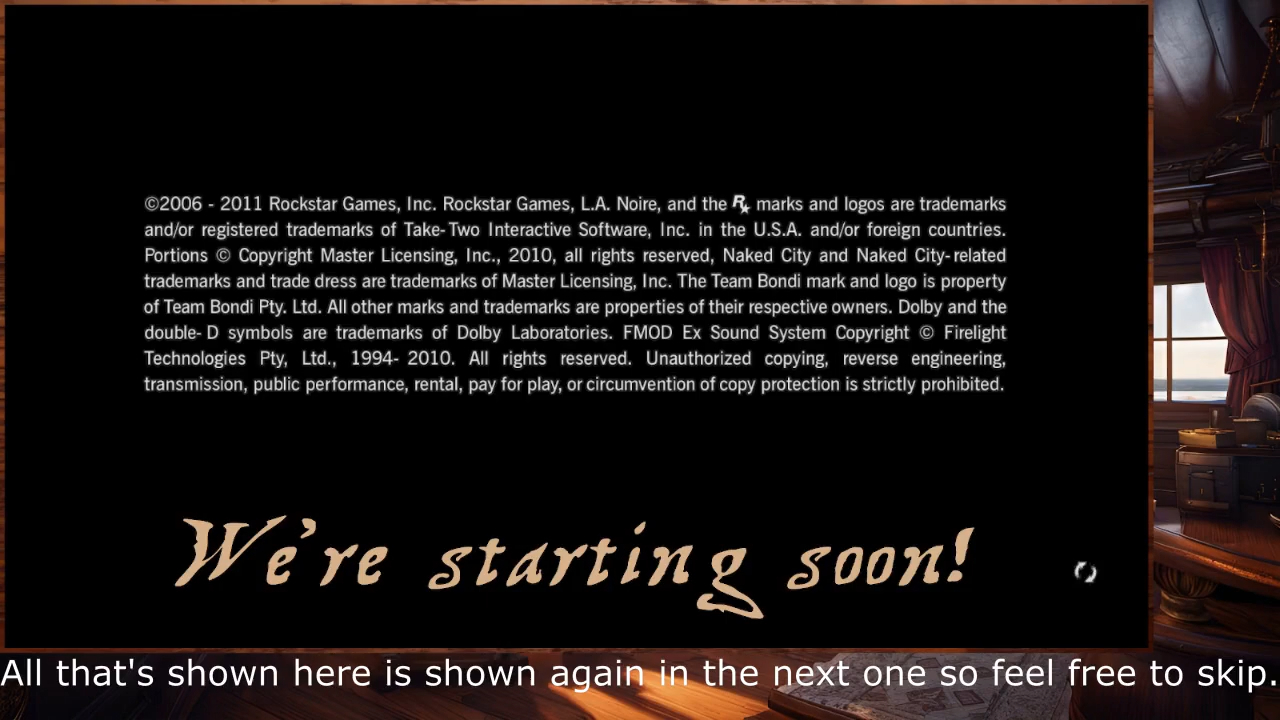 ©2006 - 2011 Rockstar Games, Inc. Rockstar Games, L.A. Noire, and the R★ marks and logos are trademarks
and/or registered trademarks of Take-Two Interactive Software, Inc. in the U.S.A. and/or foreign countries.
Portions © Copyright Master Licensing, Inc., 2010, all rights reserved, Naked City and Naked City-related
trademarks and trade dress are trademarks of Master Licensing, Inc. The Team Bondi mark and logo is property
of Team Bondi Pty. Ltd. All other marks and trademarks are properties of their respective owners. Dolby and the
double-D symbols are trademarks of Dolby Laboratories. FMOD Ex Sound System Copyright © Firelight
Technologies Pty, Ltd., 1994-2010. All rights reserved. Unauthorized copying, reverse engineering,
transmission, public performance, rental, pay for play, or circumvention of copy protection is strictly prohibited.
We're starting soon!
All that's shown here is shown again in the next one so feel free to skip.